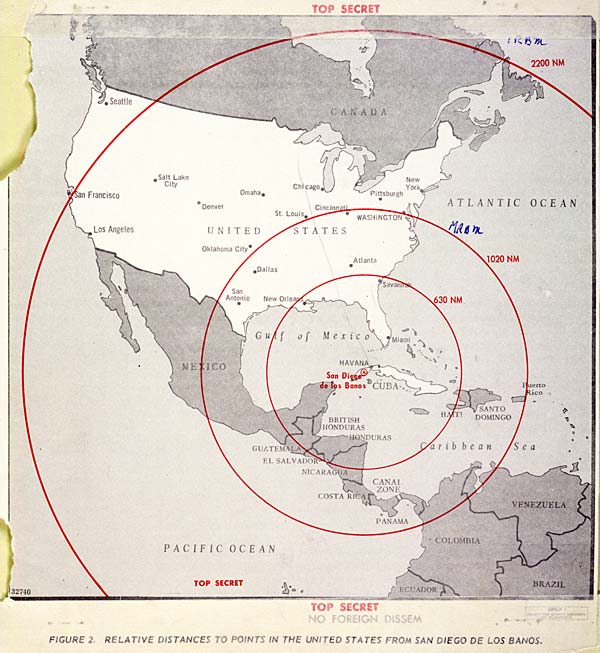 TOP SECRET
IRBM
2200 NM
Seattle
CANADA
Salt Lake
City
San Francisco
Omaha
Chicago
New
York
Pittsburgh
ATLANTIC OCEAN
Denver
St. Louis
Cincinnati
WASHINGTON
MRBM
Los Angeles
UNITED STATES
Oklahoma City
1020 NM
Dallas
Atlanta
San
Antonio
New Orleans
Savannah
630 NM
Gulf of Mexico
Miami
MEXICO
HAVANA
San Diego
de los Banos
CUBA
Puerto
Rico
HAITI
SANTO
DOMINGO
BRITISH
HONDURAS
HONDURAS
Caribbean Sea
GUATEMALA
EL SALVADOR
NICARAGUA
CANAL
ZONE
COSTA RICA
PANAMA
VENEZUELA
COLOMBIA
PACIFIC OCEAN
TOP SECRET
ECUADOR
BRAZIL
32740
TOP SECRET
NO FOREIGN DISSEM
FIGURE 2. RELATIVE DISTANCES TO POINTS IN THE UNITED STATES FROM SAN DIEGO DE LOS BANOS.